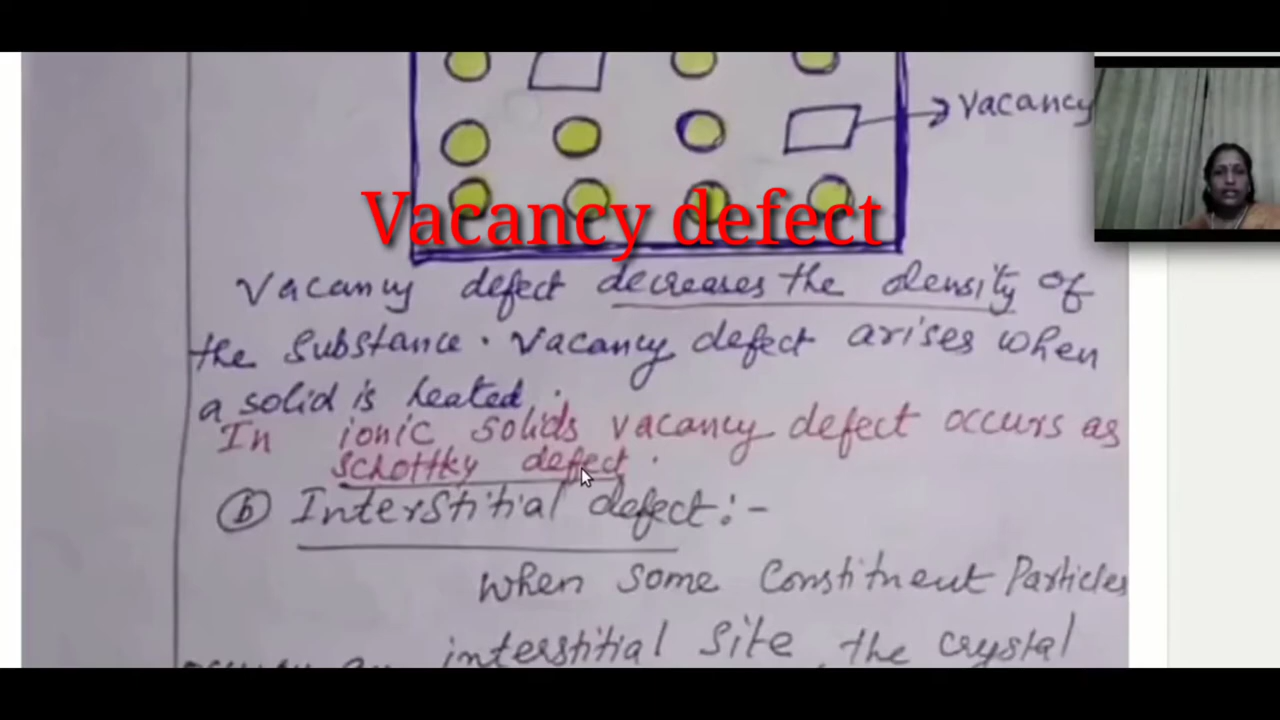 vacancy
Vacancy defect
Vacancy defect decreases the density of
the substance. Vacancy defect arises when
a solid is heated.
In ionic solids vacancy defect occurs as
schottky defect.
(b) Interstitial defect :-
when some constituent particles
interstitial site, the crystal